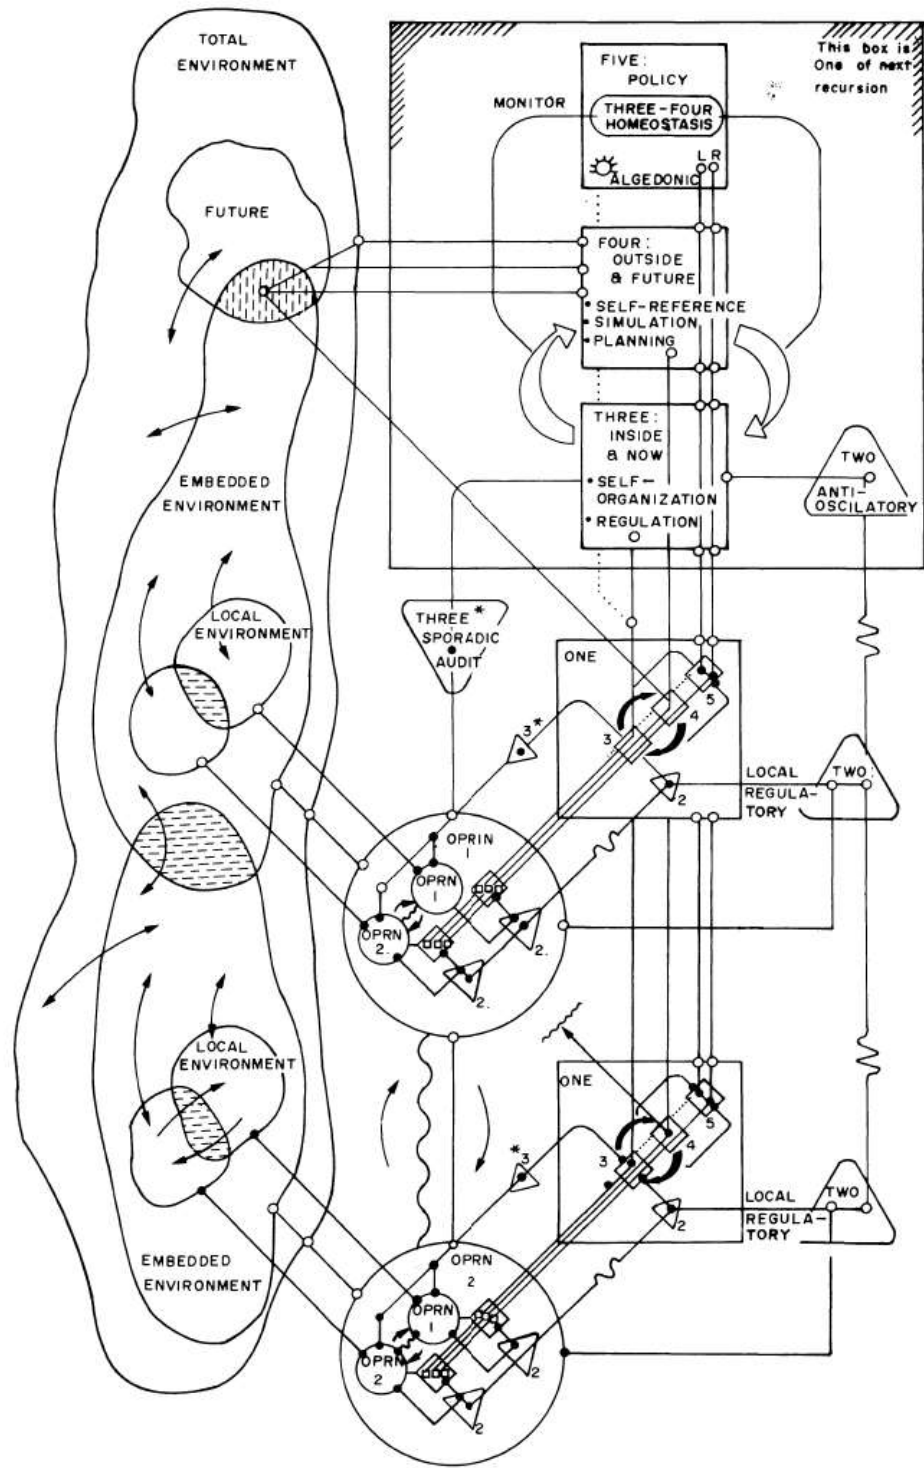 TOTAL
ENVIRONMENT
FUTURE
EMBEDDED
ENVIRONMENT
LOCAL
ENVIRONMENT
LOCAL
ENVIRONMENT
EMBEDDED
ENVIRONMENT
This box is
One of next
recursion
MONITOR
FIVE:
POLICY
THREE-FOUR
HOMEOSTASIS
L R
ALGEDONIC
FOUR:
OUTSIDE
& FUTURE
• SELF-REFERENCE
• SIMULATION
• PLANNING
THREE:
INSIDE
& NOW
• SELF-
ORGANIZATION
• REGULATION
TWO
ANTI-
OSCILATORY
THREE *
SPORADIC
AUDIT
ONE
5
4
3
3*
2
LOCAL
REGULA-
TORY
TWO:
OPRIN
1
OPRN
1
OPRN
2.
2.
2.
ONE
5
4
3
*3
2
LOCAL
REGULA-
TORY
TWO
OPRN
2
OPRN
1
OPRN
2
2
2